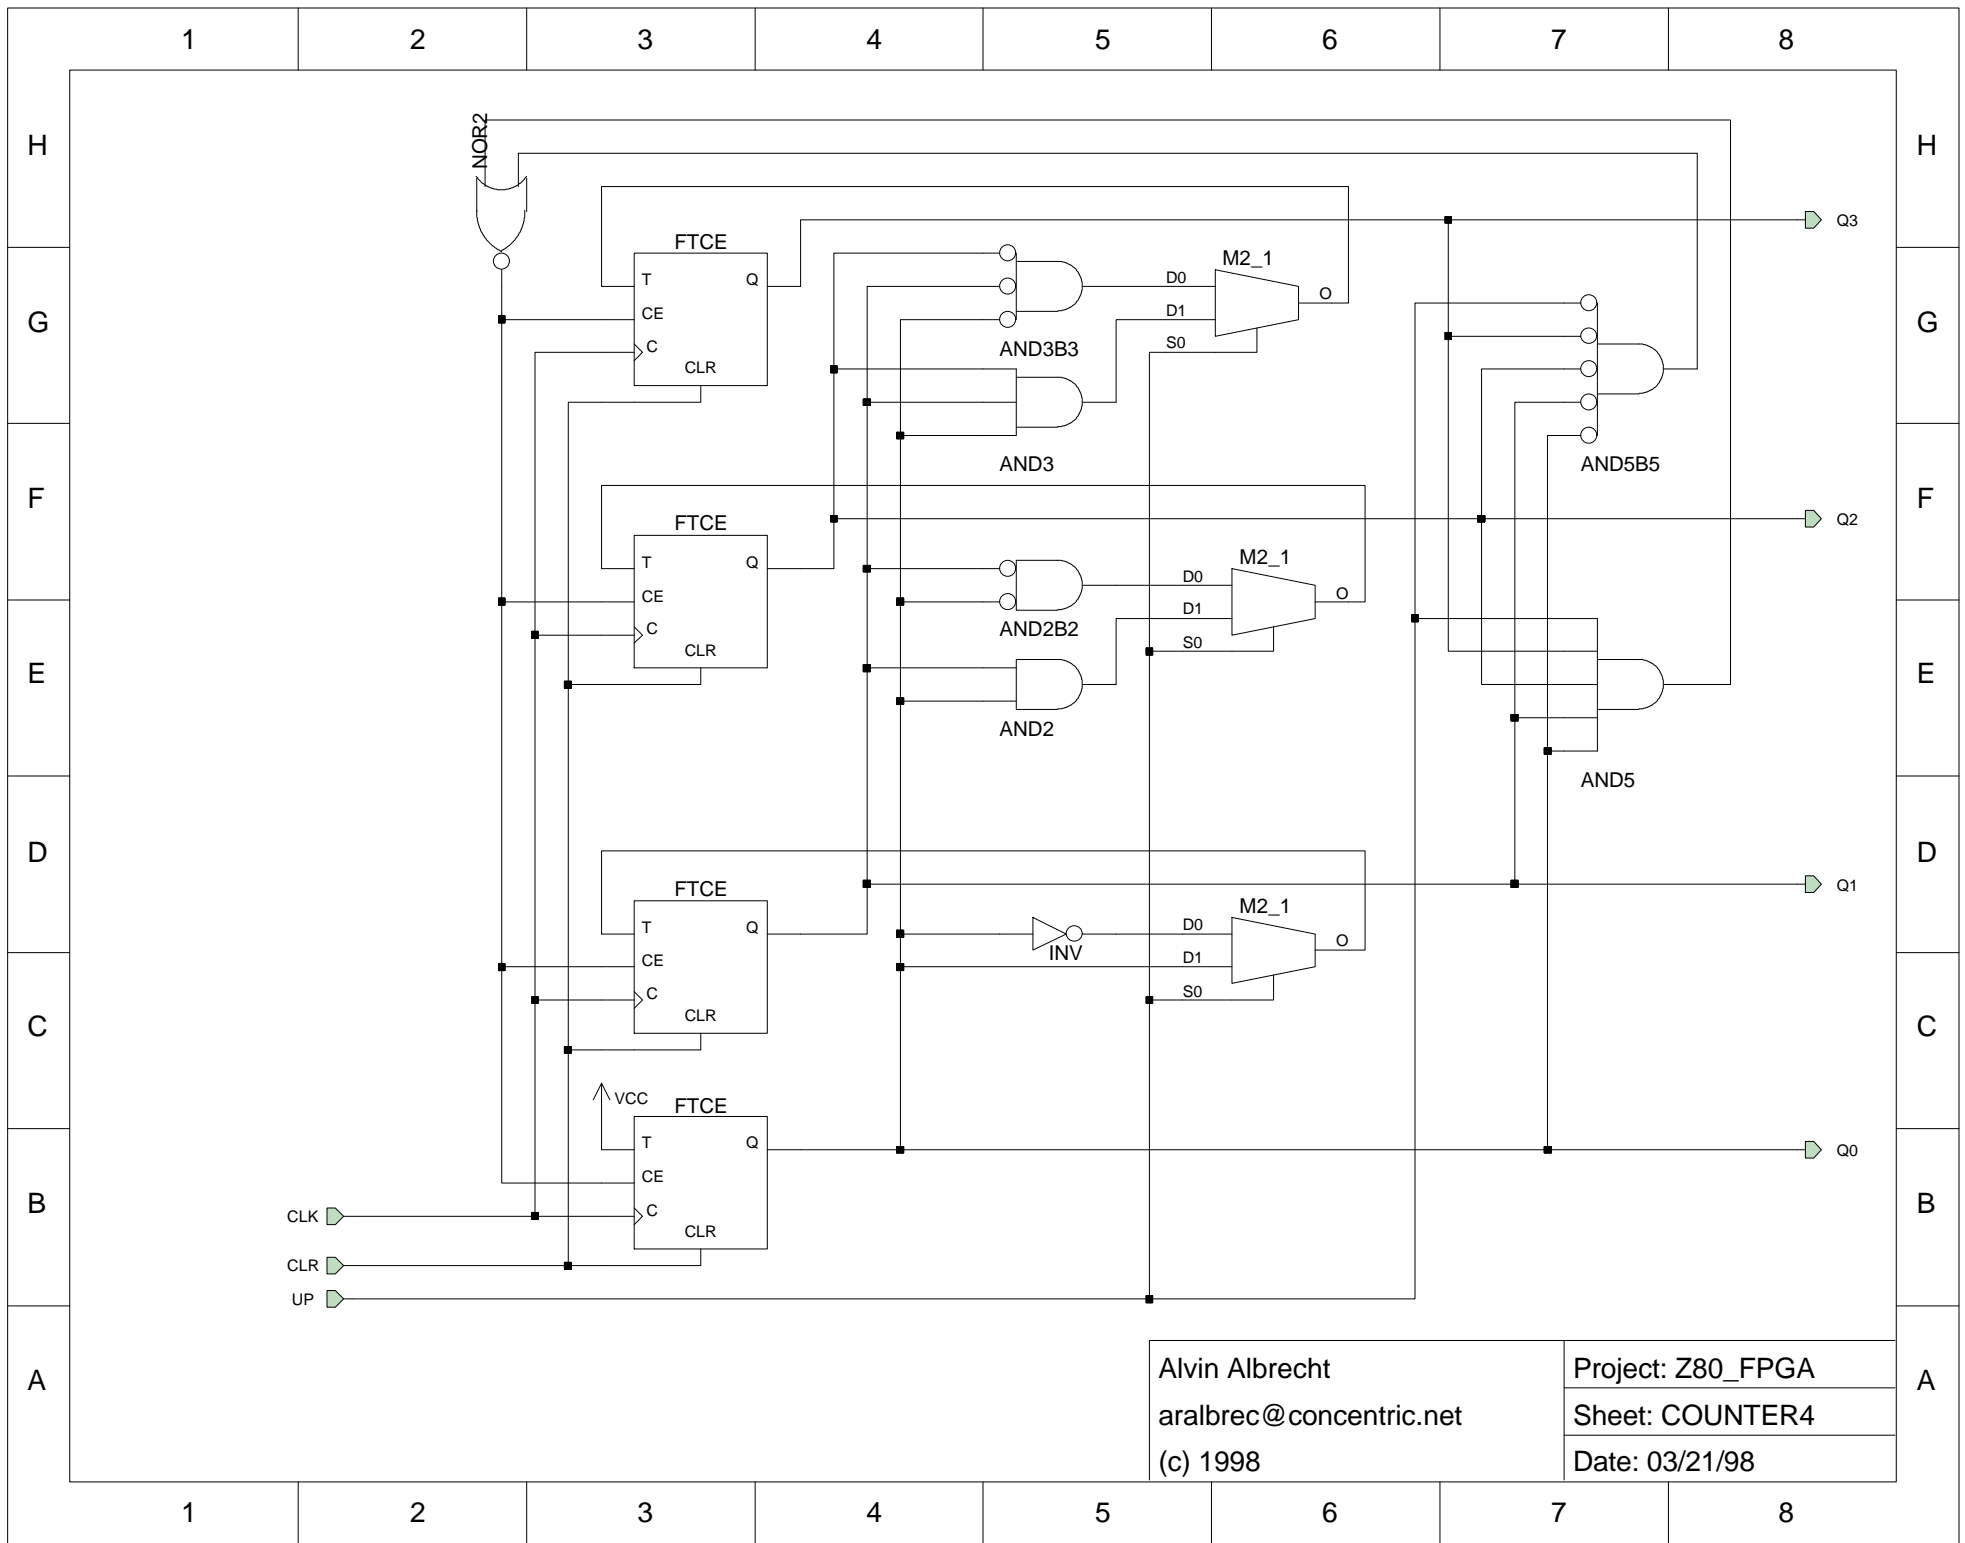 1 2 3 4 5 6 7 8
H H
NOR2
Q3
FTCE
M2_1
T Q D0 O
G CE D1 G
C AND3B3 S0
CLR
AND3 AND5B5
F F
FTCE Q2
T Q M2_1
D0
CE O
AND2B2 D1
C S0
CLR
E E
AND2
AND5
D D
FTCE Q1
M2_1
T Q D0
INV O
CE D1
C S0
CLR
C C
VCC FTCE
T Q Q0
CE
B B
CLK C
CLR
CLR
UP
Alvin Albrecht Project: Z80_FPGA
A A
aralbrec@concentric.net Sheet: COUNTER4
(c) 1998 Date: 03/21/98
1 2 3 4 5 6 7 8